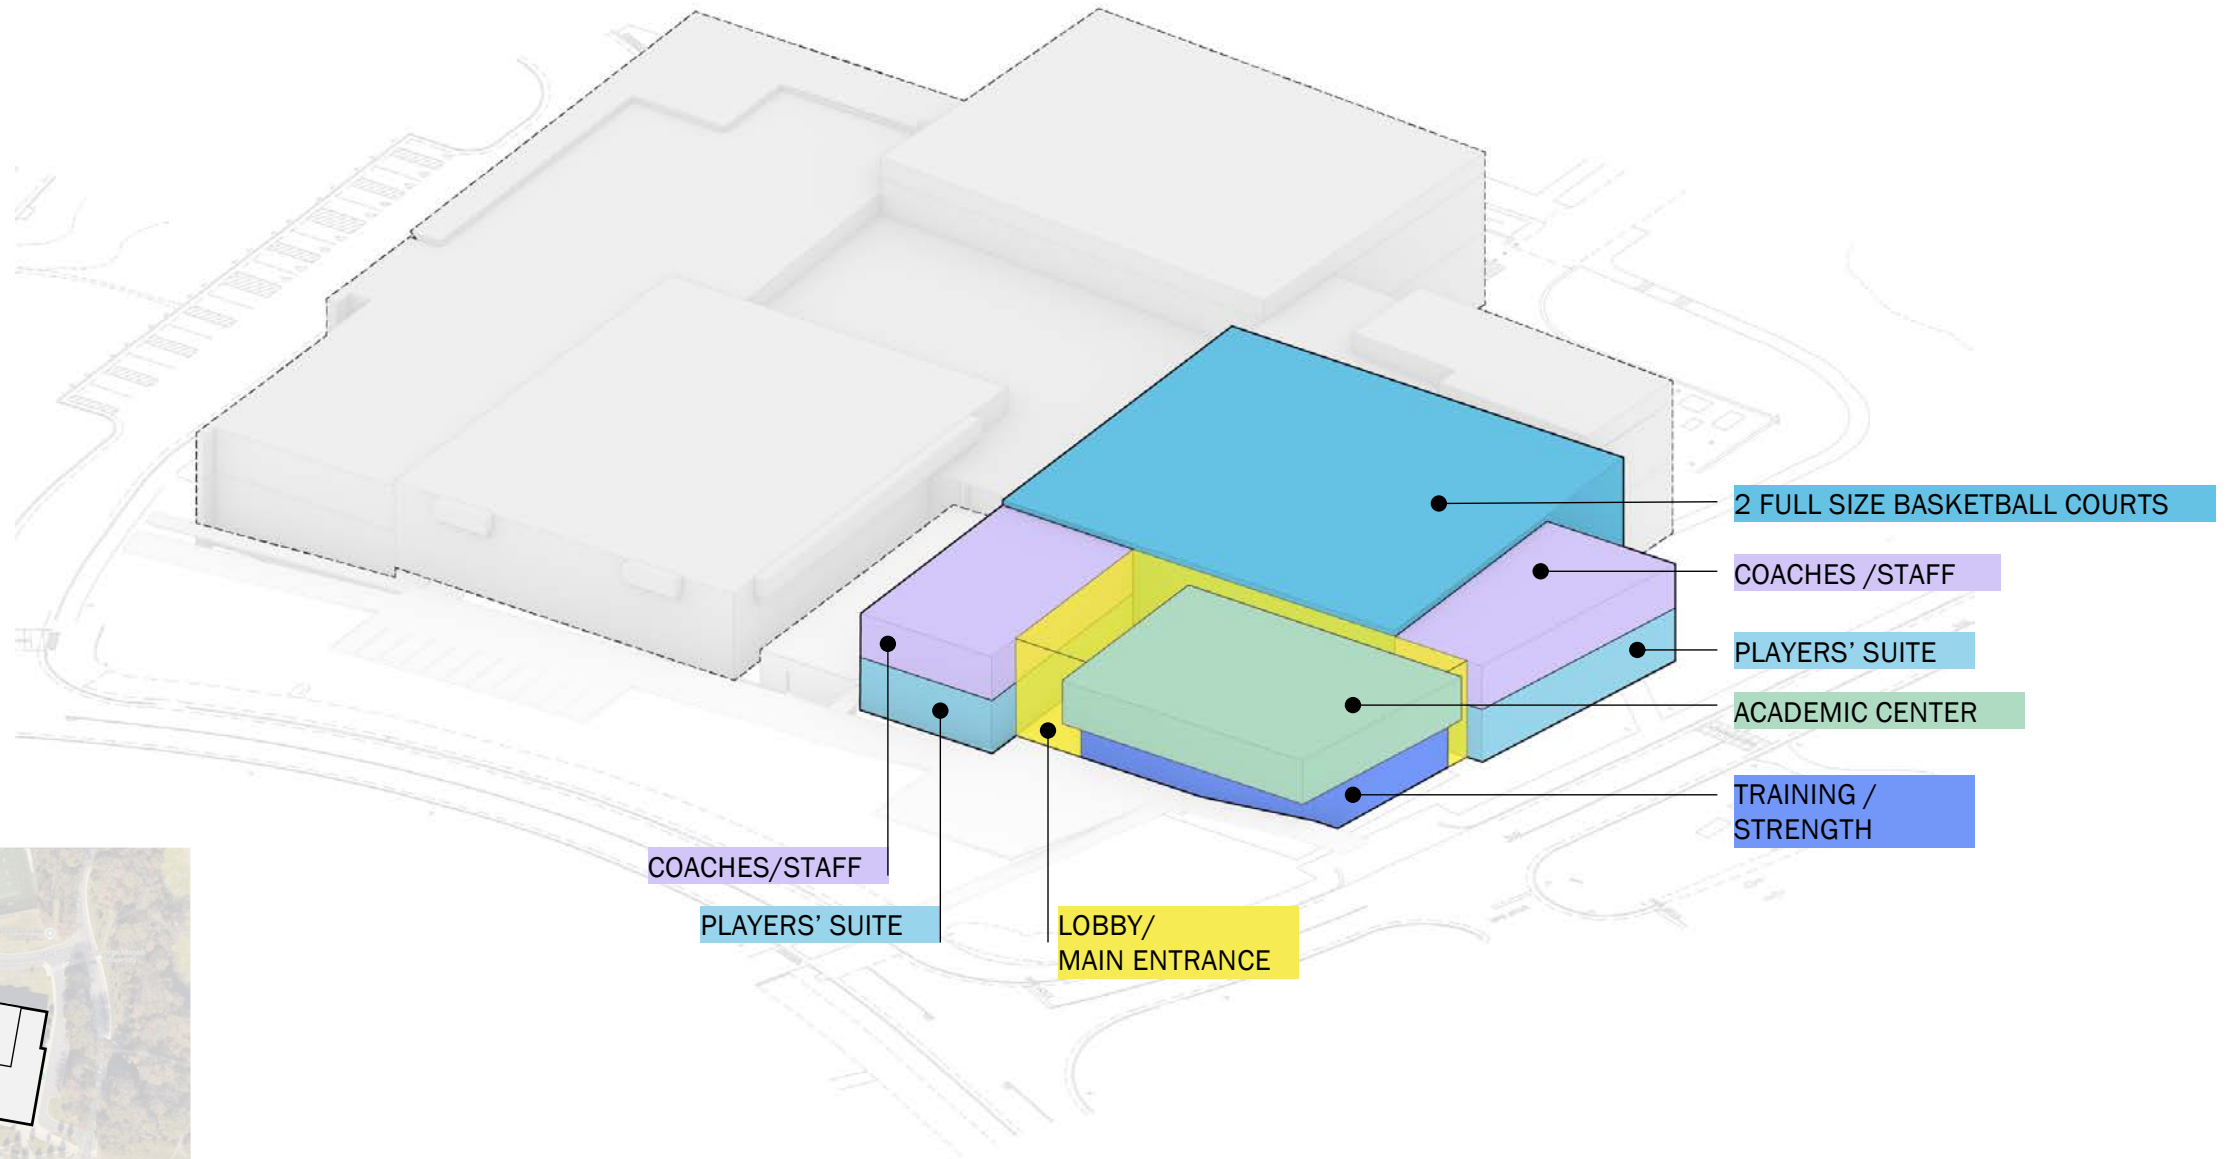 2 FULL SIZE BASKETBALL COURTS
COACHES /STAFF
PLAYERS’ SUITE
ACADEMIC CENTER
TRAINING /
STRENGTH
COACHES/STAFF
PLAYERS’ SUITE
LOBBY/
MAIN ENTRANCE